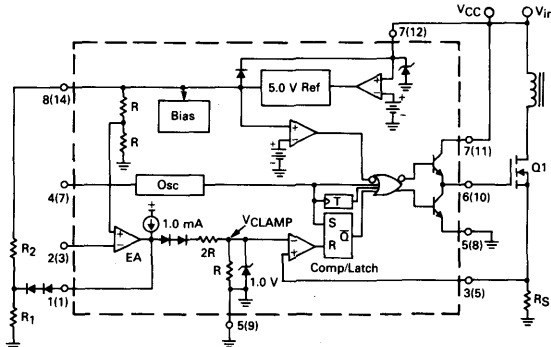 VCC
Vin
7(12)
8(14)
R
Bias
5.0 V Ref
+
−
+
−
R
+
−
+
−
7(11)
Q1
4(7)
Osc
T
6(10)
+
1.0 mA
VCLAMP
S
Q̅
R
R2
2(3)
+
−
EA
2R
−
+
Comp/Latch
5(8)
R
1.0 V
R1
1(1)
5(9)
3(5)
RS